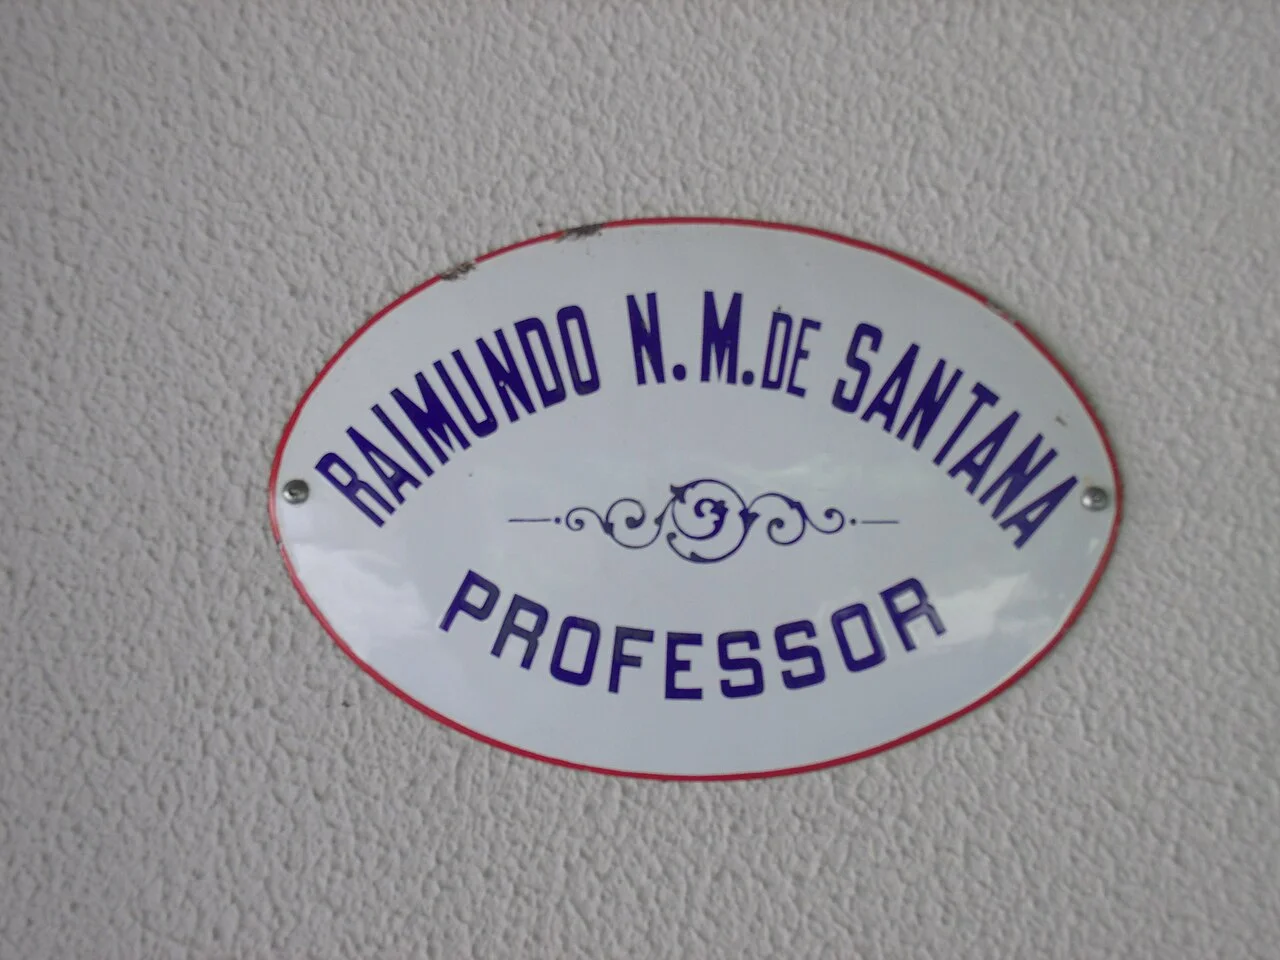 RAIMUNDO N. M. DE SANTANA
PROFESSOR